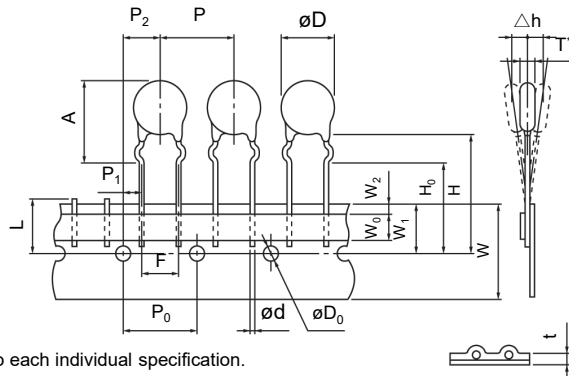 P2 P øD △h
T
A
P1
W2 H0 H
L W0 W1 W
F
P0 ød øD0
t
o each individual specification.